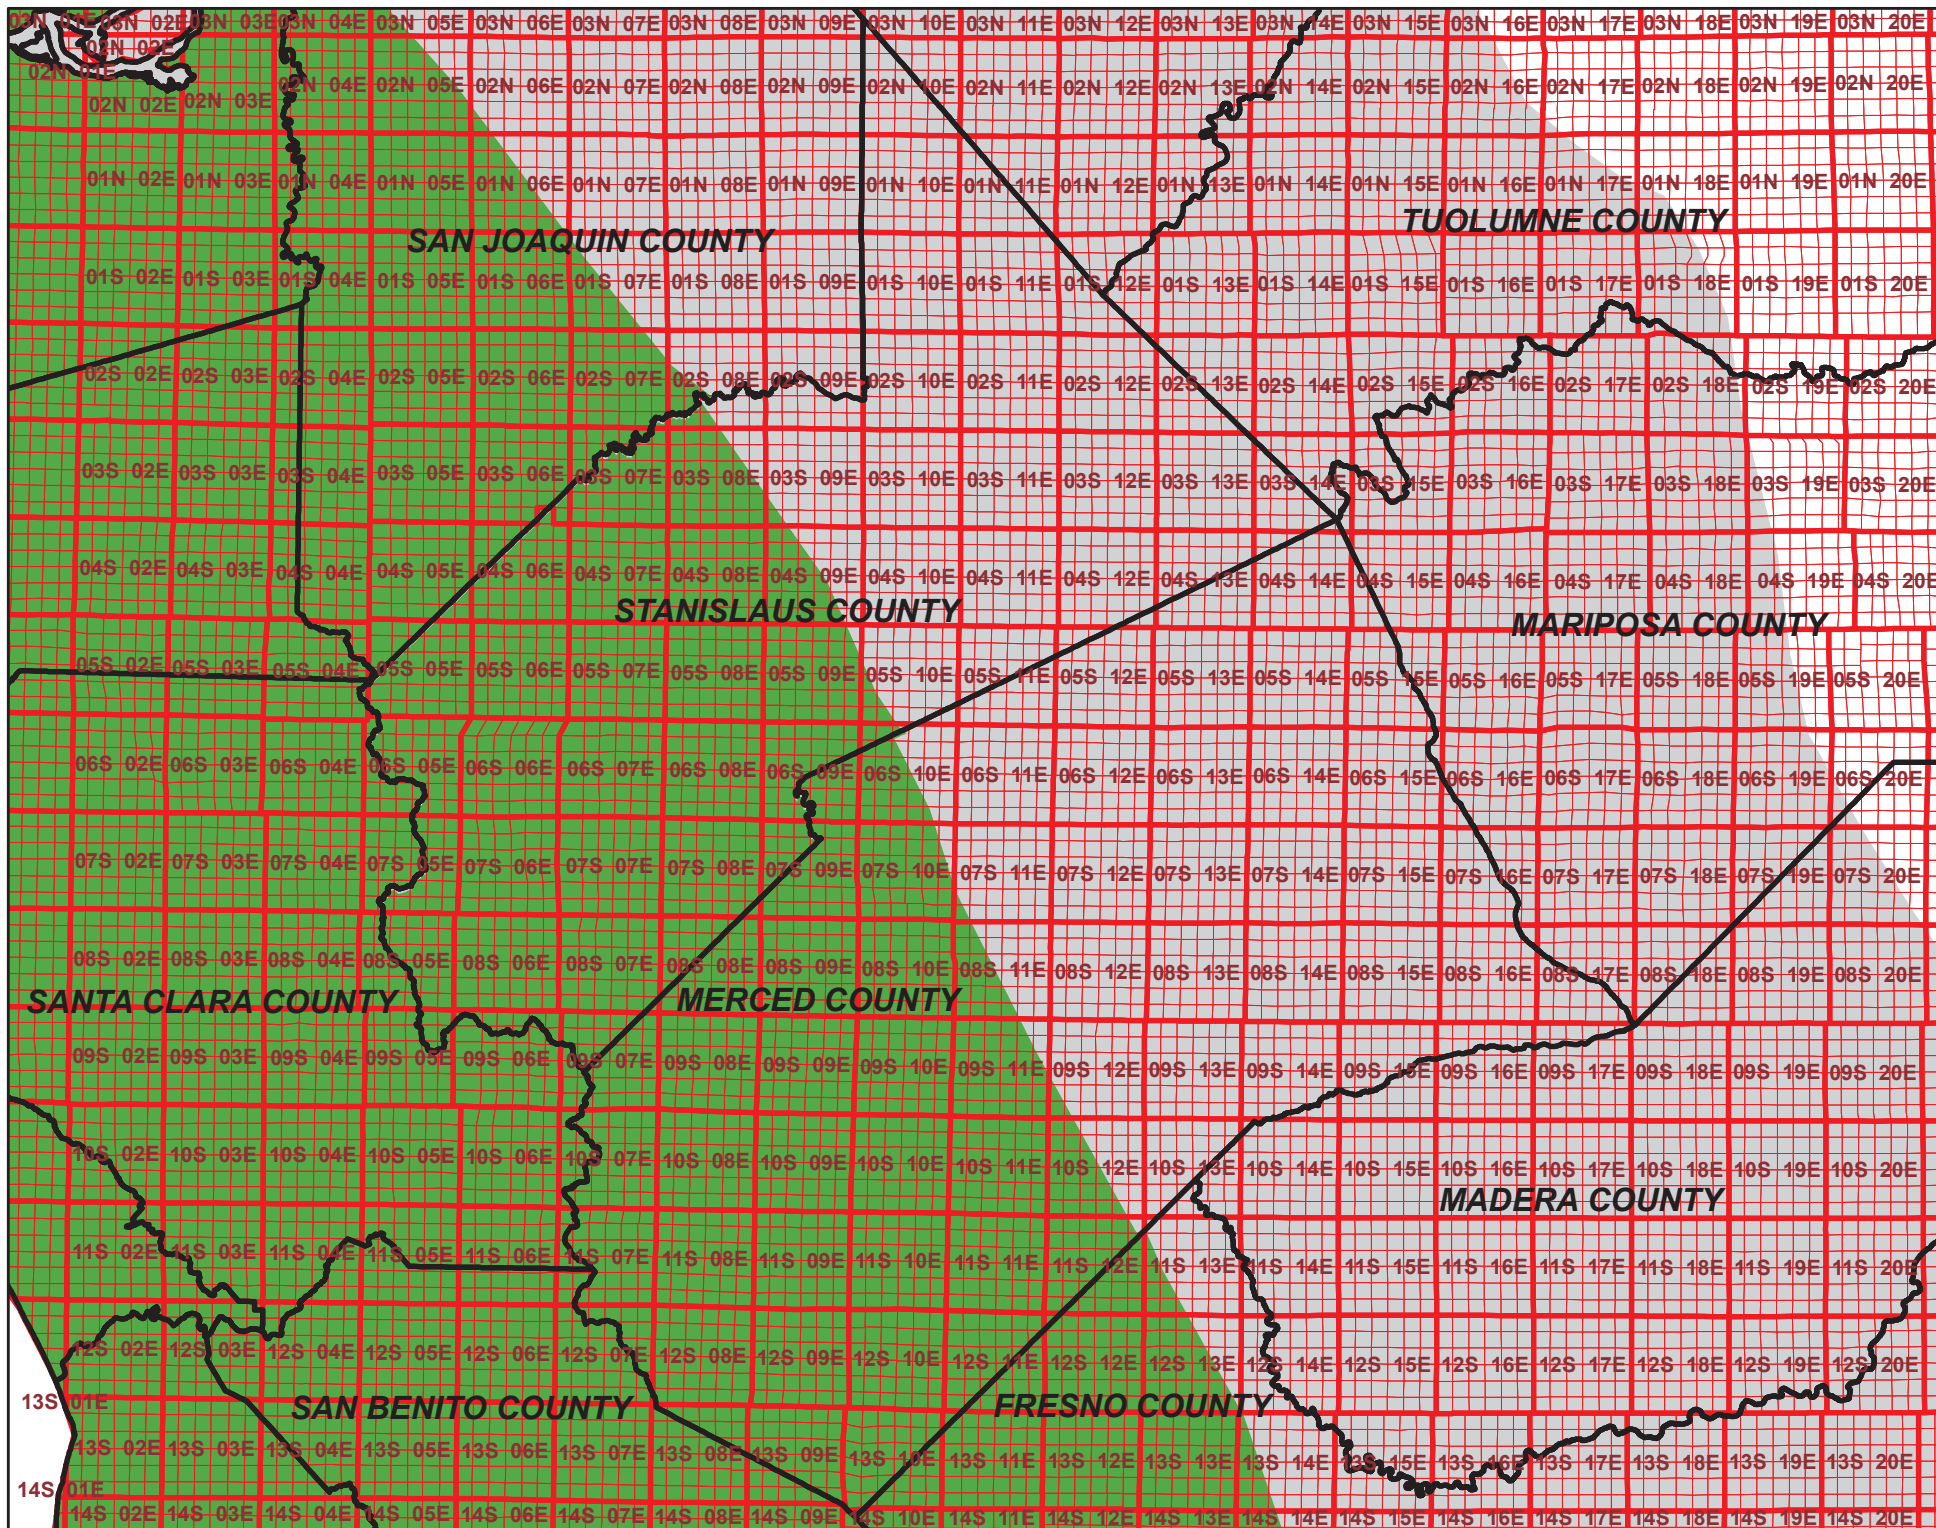 03N 01E 03N 02E 03N 03E 03N 04E 03N 05E 03N 06E 03N 07E 03N 08E 03N 09E 03N 10E 03N 11E 03N 12E 03N 13E 03N 14E 03N 15E 03N 16E 03N 17E 03N 18E 03N 19E 03N 20E
02N 02E
02N 01E
02N 02E 02N 03E 02N 04E 02N 05E 02N 06E 02N 07E 02N 08E 02N 09E 02N 10E 02N 11E 02N 12E 02N 13E 02N 14E 02N 15E 02N 16E 02N 17E 02N 18E 02N 19E 02N 20E
01N 02E 01N 03E 01N 04E 01N 05E 01N 06E 01N 07E 01N 08E 01N 09E 01N 10E 01N 11E 01N 12E 01N 13E 01N 14E 01N 15E 01N 16E 01N 17E 01N 18E 01N 19E 01N 20E
TUOLUMNE COUNTY
SAN JOAQUIN COUNTY
01S 02E 01S 03E 01S 04E 01S 05E 01S 06E 01S 07E 01S 08E 01S 09E 01S 10E 01S 11E 01S 12E 01S 13E 01S 14E 01S 15E 01S 16E 01S 17E 01S 18E 01S 19E 01S 20E
02S 02E 02S 03E 02S 04E 02S 05E 02S 06E 02S 07E 02S 08E 02S 09E 02S 10E 02S 11E 02S 12E 02S 13E 02S 14E 02S 15E 02S 16E 02S 17E 02S 18E 02S 19E 02S 20E
03S 02E 03S 03E 03S 04E 03S 05E 03S 06E 03S 07E 03S 08E 03S 09E 03S 10E 03S 11E 03S 12E 03S 13E 03S 14E 03S 15E 03S 16E 03S 17E 03S 18E 03S 19E 03S 20E
04S 02E 04S 03E 04S 04E 04S 05E 04S 06E 04S 07E 04S 08E 04S 09E 04S 10E 04S 11E 04S 12E 04S 13E 04S 14E 04S 15E 04S 16E 04S 17E 04S 18E 04S 19E 04S 20E
STANISLAUS COUNTY
MARIPOSA COUNTY
05S 02E 05S 03E 05S 04E 05S 05E 05S 06E 05S 07E 05S 08E 05S 09E 05S 10E 05S 11E 05S 12E 05S 13E 05S 14E 05S 15E 05S 16E 05S 17E 05S 18E 05S 19E 05S 20E
06S 02E 06S 03E 06S 04E 06S 05E 06S 06E 06S 07E 06S 08E 06S 09E 06S 10E 06S 11E 06S 12E 06S 13E 06S 14E 06S 15E 06S 16E 06S 17E 06S 18E 06S 19E 06S 20E
07S 02E 07S 03E 07S 04E 07S 05E 07S 06E 07S 07E 07S 08E 07S 09E 07S 10E 07S 11E 07S 12E 07S 13E 07S 14E 07S 15E 07S 16E 07S 17E 07S 18E 07S 19E 07S 20E
08S 02E 08S 03E 08S 04E 08S 05E 08S 06E 08S 07E 08S 08E 08S 09E 08S 10E 08S 11E 08S 12E 08S 13E 08S 14E 08S 15E 08S 16E 08S 17E 08S 18E 08S 19E 08S 20E
SANTA CLARA COUNTY
MERCED COUNTY
09S 02E 09S 03E 09S 04E 09S 05E 09S 06E 09S 07E 09S 08E 09S 09E 09S 10E 09S 11E 09S 12E 09S 13E 09S 14E 09S 15E 09S 16E 09S 17E 09S 18E 09S 19E 09S 20E
10S 02E 10S 03E 10S 04E 10S 05E 10S 06E 10S 07E 10S 08E 10S 09E 10S 10E 10S 11E 10S 12E 10S 13E 10S 14E 10S 15E 10S 16E 10S 17E 10S 18E 10S 19E 10S 20E
MADERA COUNTY
11S 02E 11S 03E 11S 04E 11S 05E 11S 06E 11S 07E 11S 08E 11S 09E 11S 10E 11S 11E 11S 12E 11S 13E 11S 14E 11S 15E 11S 16E 11S 17E 11S 18E 11S 19E 11S 20E
12S 02E 12S 03E 12S 04E 12S 05E 12S 06E 12S 07E 12S 08E 12S 09E 12S 10E 12S 11E 12S 12E 12S 13E 12S 14E 12S 15E 12S 16E 12S 17E 12S 18E 12S 19E 12S 20E
13S 01E
SAN BENITO COUNTY
FRESNO COUNTY
13S 02E 13S 03E 13S 04E 13S 05E 13S 06E 13S 07E 13S 08E 13S 09E 13S 10E 13S 11E 13S 12E 13S 13E 13S 14E 13S 15E 13S 16E 13S 17E 13S 18E 13S 19E 13S 20E
14S 01E
14S 02E 14S 03E 14S 04E 14S 05E 14S 06E 14S 07E 14S 08E 14S 09E 14S 10E 14S 11E 14S 12E 14S 13E 14S 14E 14S 15E 14S 16E 14S 17E 14S 18E 14S 19E 14S 20E